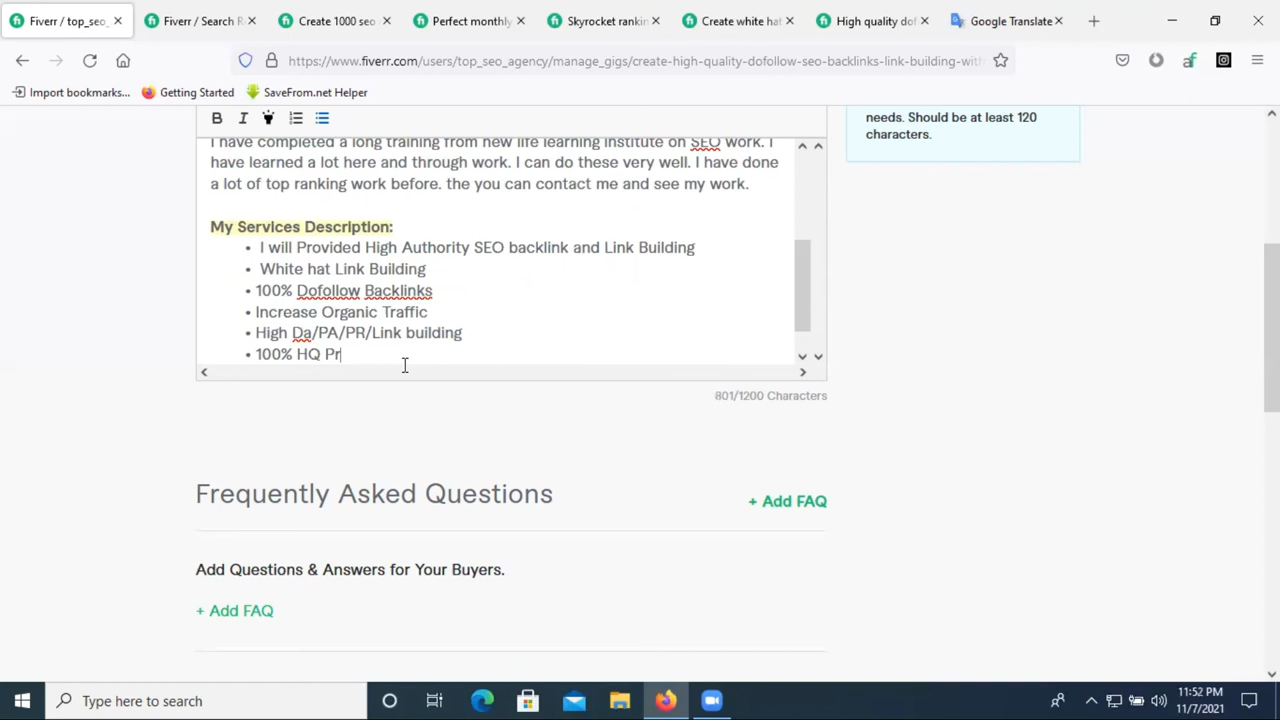 Fiverr / top_seo_
Fiverr / Search R
Create 1000 seo
Perfect monthly
Skyrocket rankin
Create white hat
High quality dof
Google Translate
https://www.fiverr.com/users/top_seo_agency/manage_gigs/create-high-quality-dofollow-seo-backlinks-link-building-with
Import bookmarks...
Getting Started
SaveFrom.net Helper
B I
needs. Should be at least 120
characters.
I have completed a long training from new life learning institute on SEO work. I
have learned a lot here and through work. I can do these very well. I have done
a lot of top ranking work before. the you can contact me and see my work.
My Services Description:
• I will Provided High Authority SEO backlink and Link Building
• White hat Link Building
• 100% Dofollow Backlinks
• Increase Organic Traffic
• High Da/PA/PR/Link building
• 100% HQ Pr
801/1200 Characters
Frequently Asked Questions
+ Add FAQ
Add Questions & Answers for Your Buyers.
+ Add FAQ
Type here to search
11:52 PM
11/7/2021